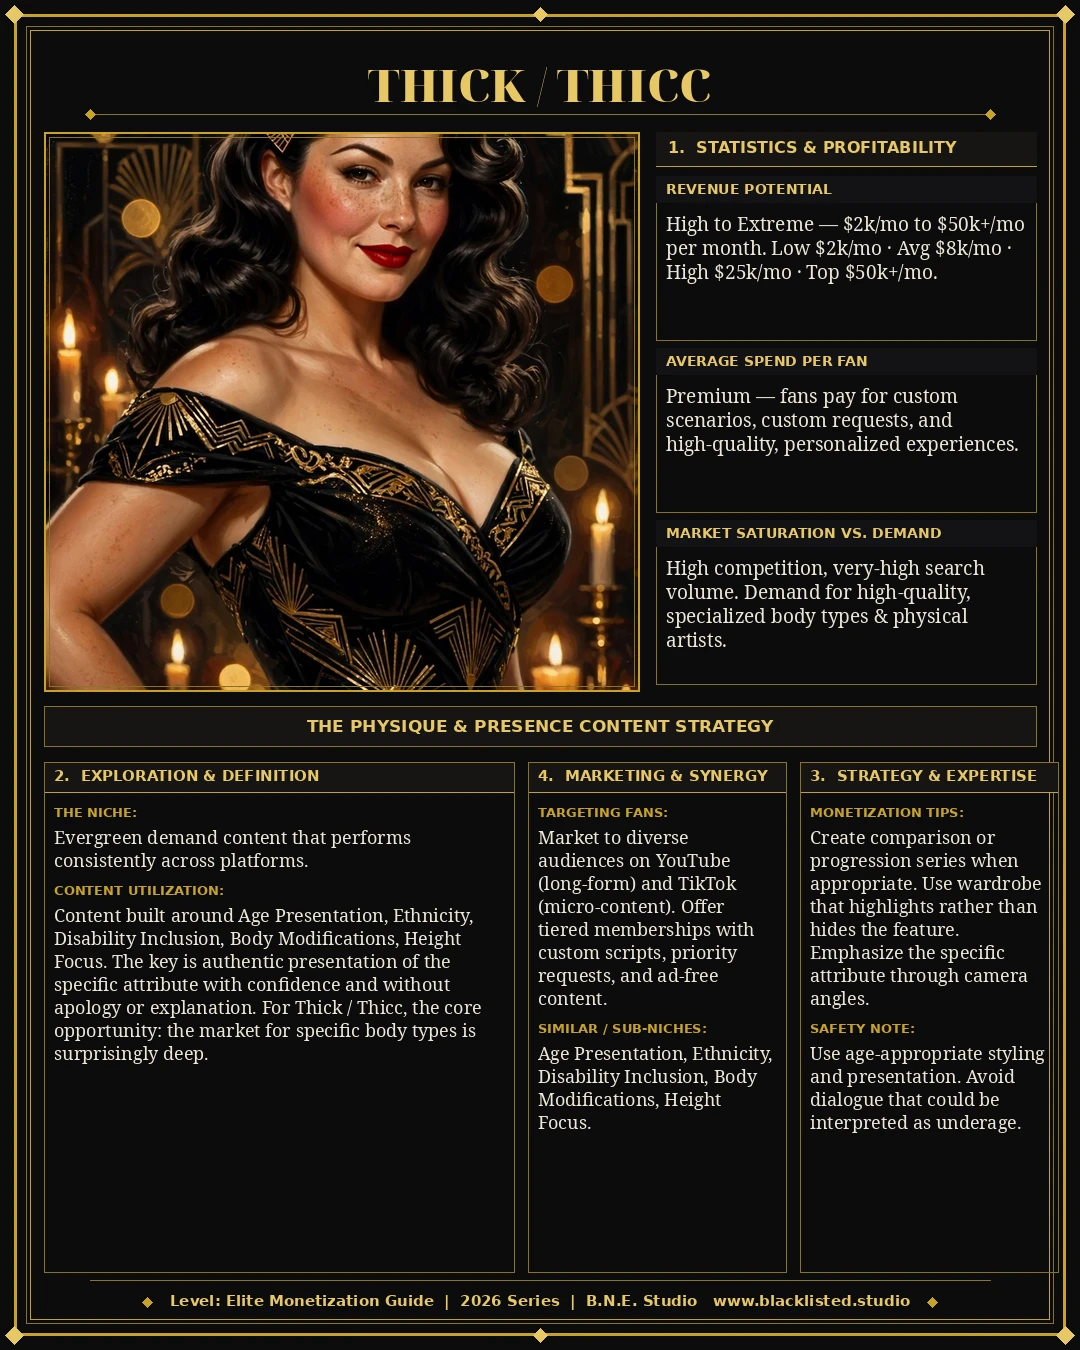 THICK / THICC
1. STATISTICS & PROFITABILITY
REVENUE POTENTIAL
High to Extreme — $2k/mo to $50k+/mo
per month. Low $2k/mo · Avg $8k/mo ·
High $25k/mo · Top $50k+/mo.
AVERAGE SPEND PER FAN
Premium — fans pay for custom
scenarios, custom requests, and
high-quality, personalized experiences.
MARKET SATURATION VS. DEMAND
High competition, very-high search
volume. Demand for high-quality,
specialized body types & physical
artists.
THE PHYSIQUE & PRESENCE CONTENT STRATEGY
2. EXPLORATION & DEFINITION
THE NICHE:
Evergreen demand content that performs
consistently across platforms.
CONTENT UTILIZATION:
Content built around Age Presentation, Ethnicity,
Disability Inclusion, Body Modifications, Height
Focus. The key is authentic presentation of the
specific attribute with confidence and without
apology or explanation. For Thick / Thicc, the core
opportunity: the market for specific body types is
surprisingly deep.
4. MARKETING & SYNERGY
TARGETING FANS:
Market to diverse
audiences on YouTube
(long-form) and TikTok
(micro-content). Offer
tiered memberships with
custom scripts, priority
requests, and ad-free
content.
SIMILAR / SUB-NICHES:
Age Presentation, Ethnicity,
Disability Inclusion, Body
Modifications, Height
Focus.
3. STRATEGY & EXPERTISE
MONETIZATION TIPS:
Create comparison or
progression series when
appropriate. Use wardrobe
that highlights rather than
hides the feature.
Emphasize the specific
attribute through camera
angles.
SAFETY NOTE:
Use age-appropriate styling
and presentation. Avoid
dialogue that could be
interpreted as underage.
Level: Elite Monetization Guide | 2026 Series | B.N.E. Studio www.blacklisted.studio